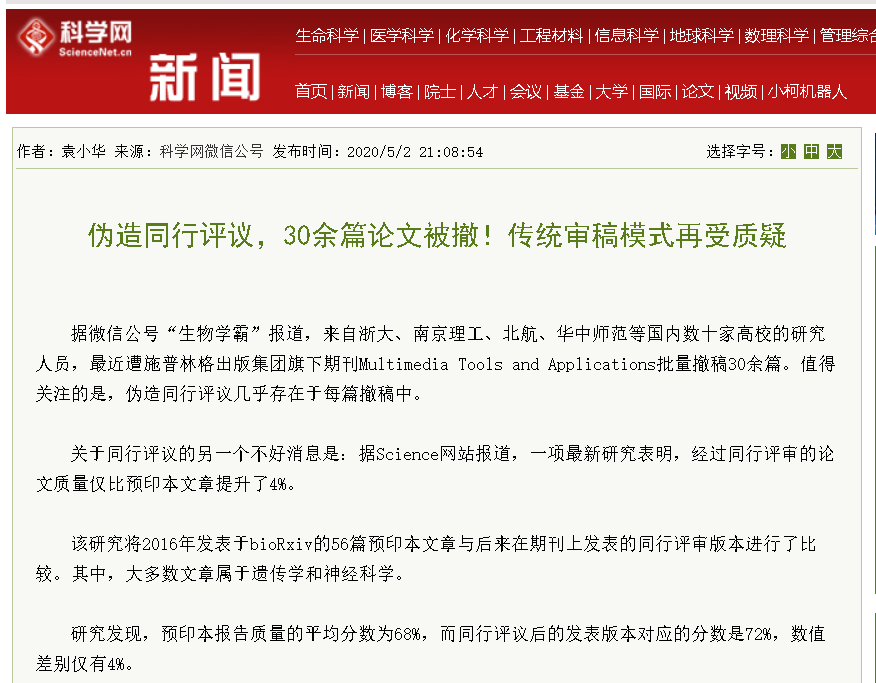 科学网
ScienceNet.cn
新闻
生命科学|医学科学|化学科学|工程材料|信息科学|地球科学|数理科学|管理综合
首页|新闻|博客|院士|人才|会议|基金|大学|国际|论文|视频|小柯机器人
作者：袁小华 来源：科学网微信公号 发布时间：2020/5/2 21:08:54
选择字号：小 中 大
伪造同行评议，30余篇论文被撤！传统审稿模式再受质疑
据微信公号“生物学霸”报道，来自浙大、南京理工、北航、华中师范等国内数十家高校的研究
人员，最近遭施普林格出版集团旗下期刊Multimedia Tools and Applications批量撤稿30余篇。值得
关注的是，伪造同行评议几乎存在于每篇撤稿中。
关于同行评议的另一个不好消息是：据Science网站报道，一项最新研究表明，经过同行评审的论
文质量仅比预印本文章提升了4%。
该研究将2016年发表于bioRxiv的56篇预印本文章与后来在期刊上发表的同行评审版本进行了比
较。其中，大多数文章属于遗传学和神经科学。
研究发现，预印本报告质量的平均分数为68%，而同行评议后的发表版本对应的分数是72%，数值
差别仅有4%。